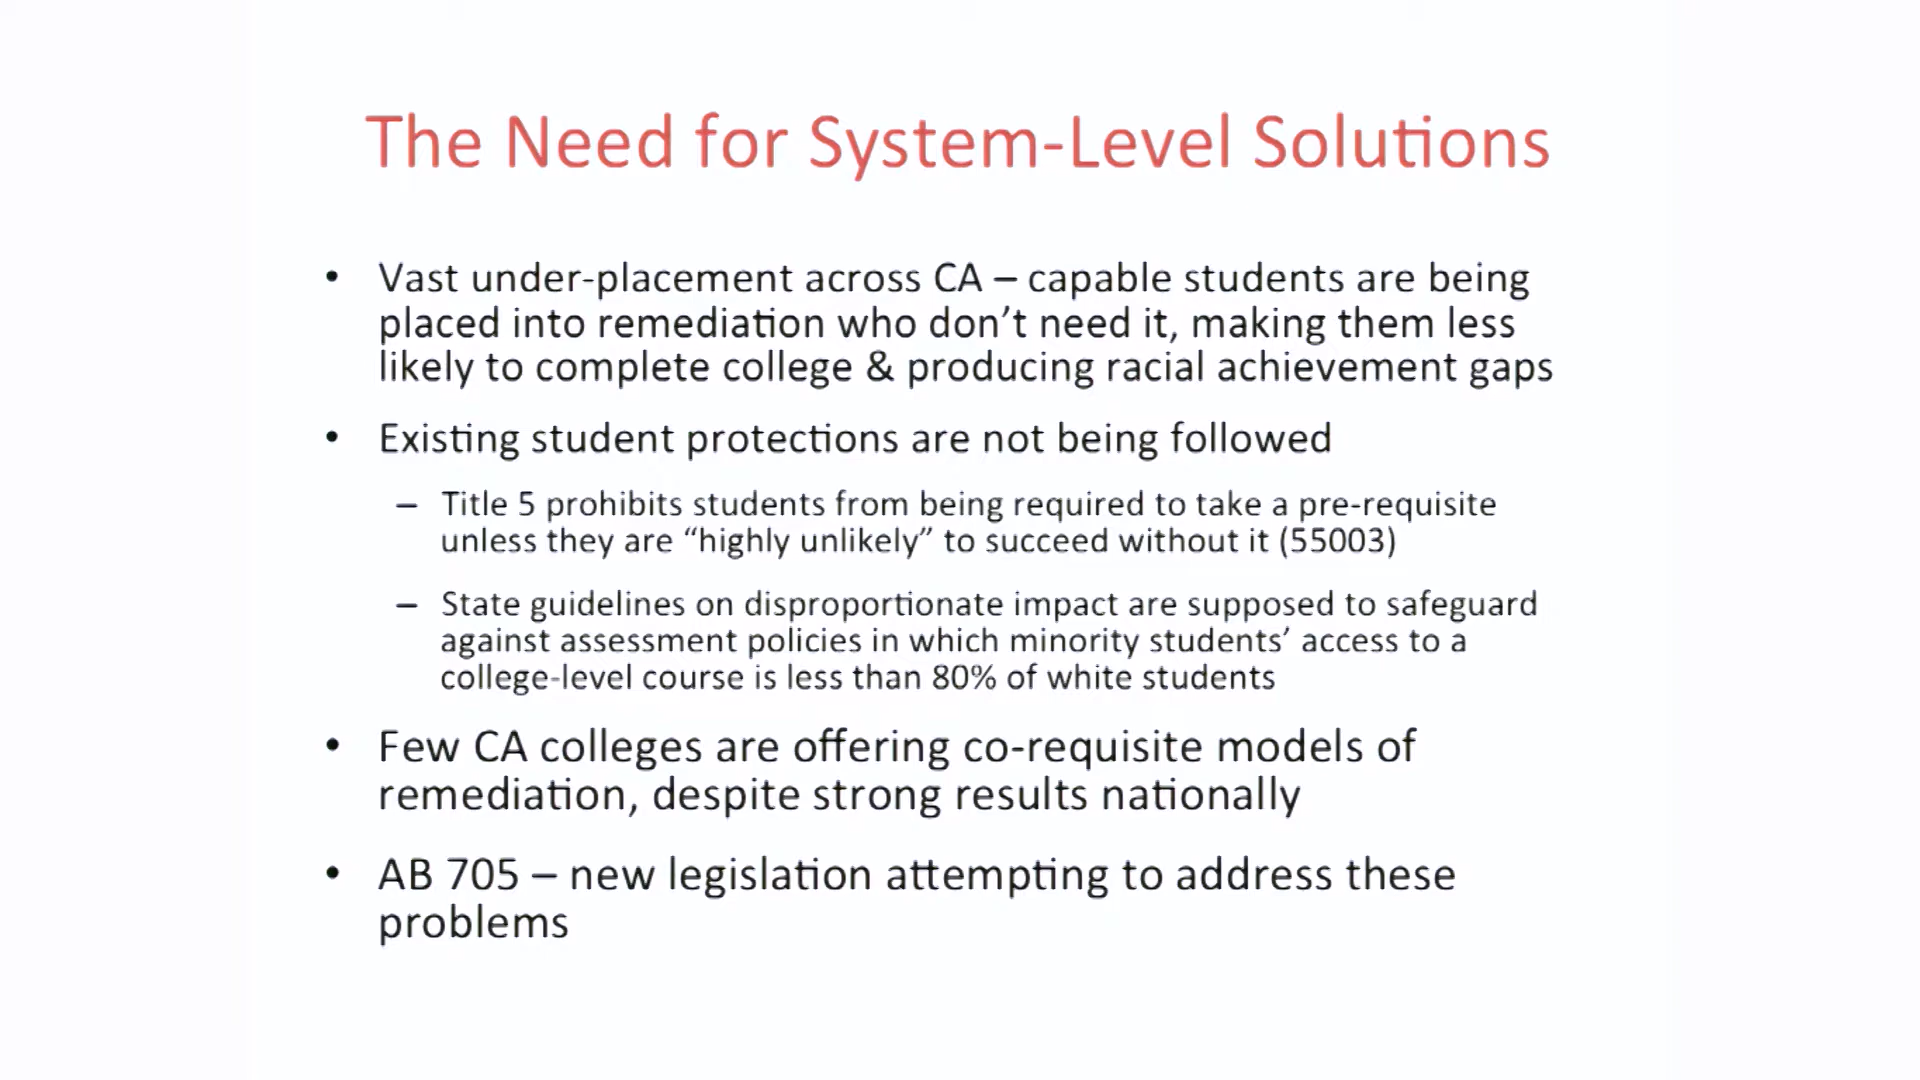 The Need for System-Level Solutions
• Vast under-placement across CA – capable students are being
placed into remediation who don’t need it, making them less
likely to complete college & producing racial achievement gaps
• Existing student protections are not being followed
– Title 5 prohibits students from being required to take a pre-requisite
unless they are “highly unlikely” to succeed without it (55003)
– State guidelines on disproportionate impact are supposed to safeguard
against assessment policies in which minority students’ access to a
college-level course is less than 80% of white students
• Few CA colleges are offering co-requisite models of
remediation, despite strong results nationally
• AB 705 – new legislation attempting to address these
problems